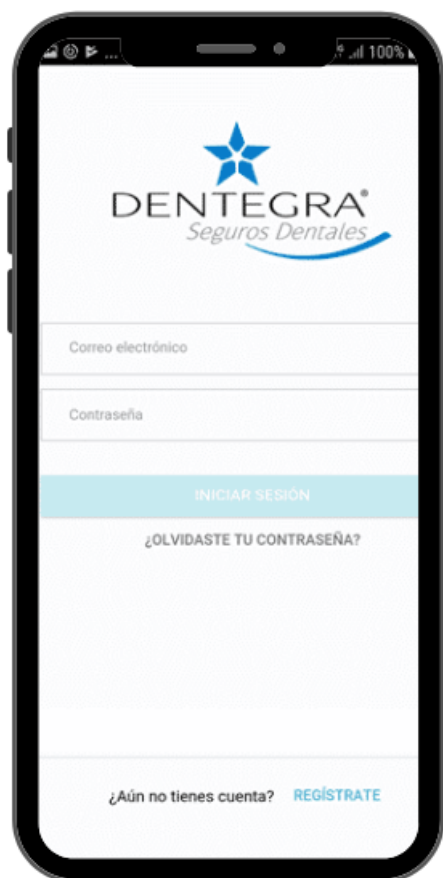 ... 100%
DENTEGRA®
Seguros Dentales
Correo electrónico
Contraseña
INICIAR SESIÓN
¿OLVIDASTE TU CONTRASEÑA?
¿Aún no tienes cuenta? REGÍSTRATE